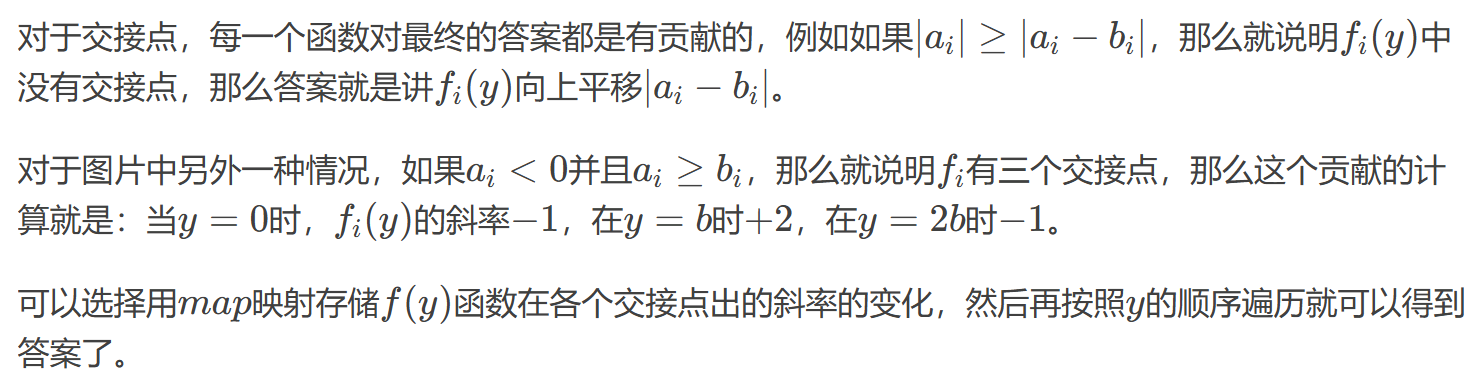 对于交接点，每一个函数对最终的答案都是有贡献的，例如如果|aᵢ| ≥ |aᵢ − bᵢ|，那么就说明fᵢ(y)中
没有交接点，那么答案就是讲fᵢ(y)向上平移|aᵢ − bᵢ|。
对于图片中另外一种情况，如果aᵢ < 0并且aᵢ ≥ bᵢ，那么就说明fᵢ有三个交接点，那么这个贡献的计
算就是：当y = 0时，fᵢ(y)的斜率−1，在y = b时+2，在y = 2b时−1。
可以选择用map映射存储f(y)函数在各个交接点出的斜率的变化，然后再按照y的顺序遍历就可以得到
答案了。